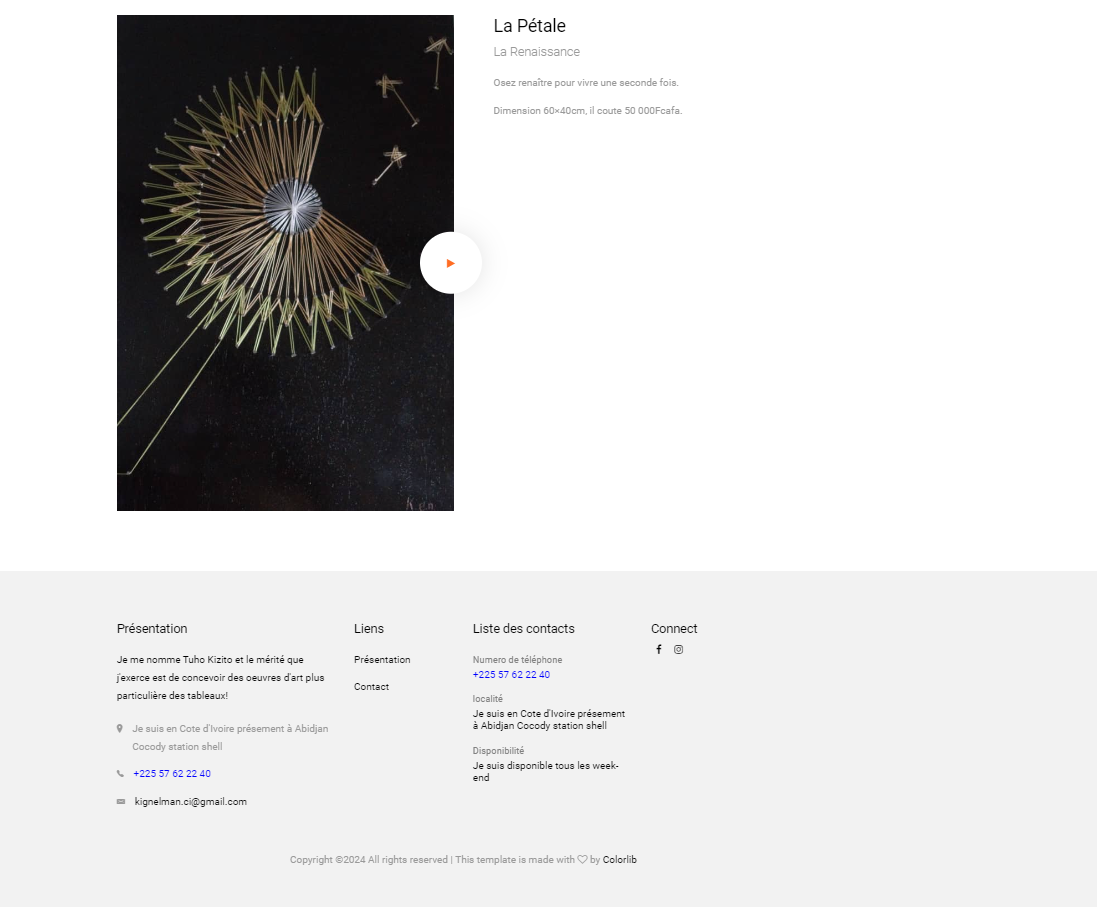 La Pétale
La Renaissance
Osez renaître pour vivre une seconde fois.
Dimension 60×40cm, il coute 50 000Fcafa.
Présentation
Je me nomme Tuho Kizito et le mérité que
j'exerce est de concevoir des oeuvres d'art plus
particulière des tableaux!
Je suis en Cote d'Ivoire présement à Abidjan
Cocody station shell
+225 57 62 22 40
kignelman.ci@gmail.com
Liens
Présentation
Contact
Liste des contacts
Numero de téléphone
+225 57 62 22 40
localité
Je suis en Cote d'Ivoire présement
à Abidjan Cocody station shell
Disponibilité
Je suis disponible tous les week-
end
Connect
Copyright ©2024 All rights reserved | This template is made with ♡ by Colorlib